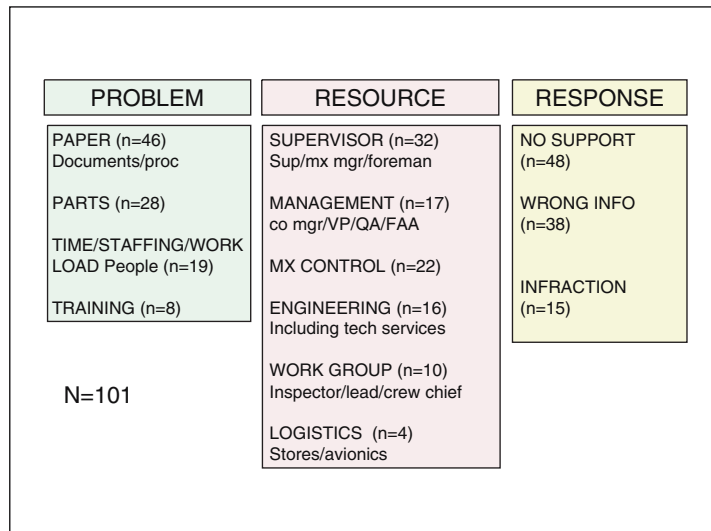 PROBLEM
PAPER (n=46)
Documents/proc
PARTS (n=28)
TIME/STAFFING/WORK
LOAD People (n=19)
TRAINING (n=8)
N=101
RESOURCE
SUPERVISOR (n=32)
Sup/mx mgr/foreman
MANAGEMENT (n=17)
co mgr/VP/QA/FAA
MX CONTROL (n=22)
ENGINEERING (n=16)
Including tech services
WORK GROUP (n=10)
Inspector/lead/crew chief
LOGISTICS (n=4)
Stores/avionics
RESPONSE
NO SUPPORT
(n=48)
WRONG INFO
(n=38)
INFRACTION
(n=15)